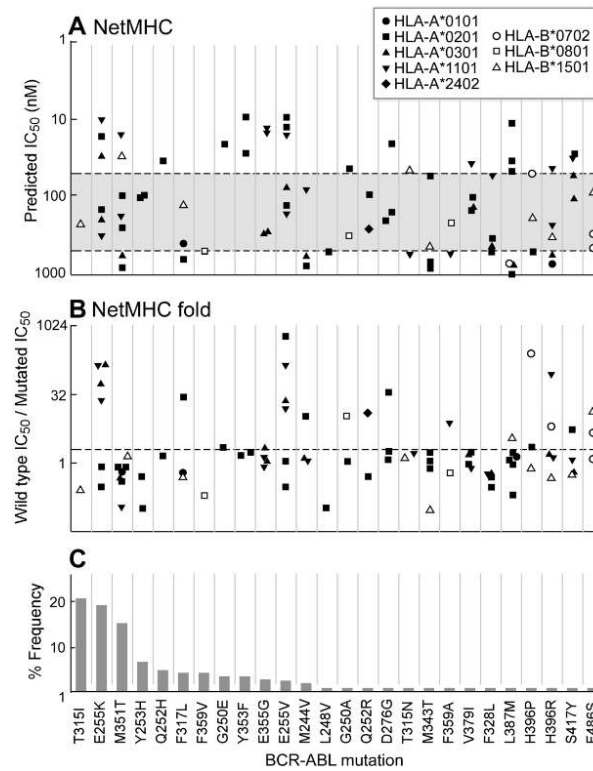 A NetMHC
HLA-A*0101
HLA-A*0201
HLA-A*0301
HLA-A*1101
HLA-A*2402
HLA-B*0702
HLA-B*0801
HLA-B*1501
Predicted IC50 (nM)
1
10
100
1000
B NetMHC fold
Wild type IC50 / Mutated IC50
1024
32
1
C
% Frequency
20
10
1
T315I
E255K
M351T
Y253H
Q252H
F317L
F359V
G250E
Y353F
E355G
E255V
M244V
L248V
G250A
Q252R
D276G
T315N
M343T
F359A
V379I
F328L
L387M
H396P
H396R
S417Y
F486S
BCR-ABL mutation